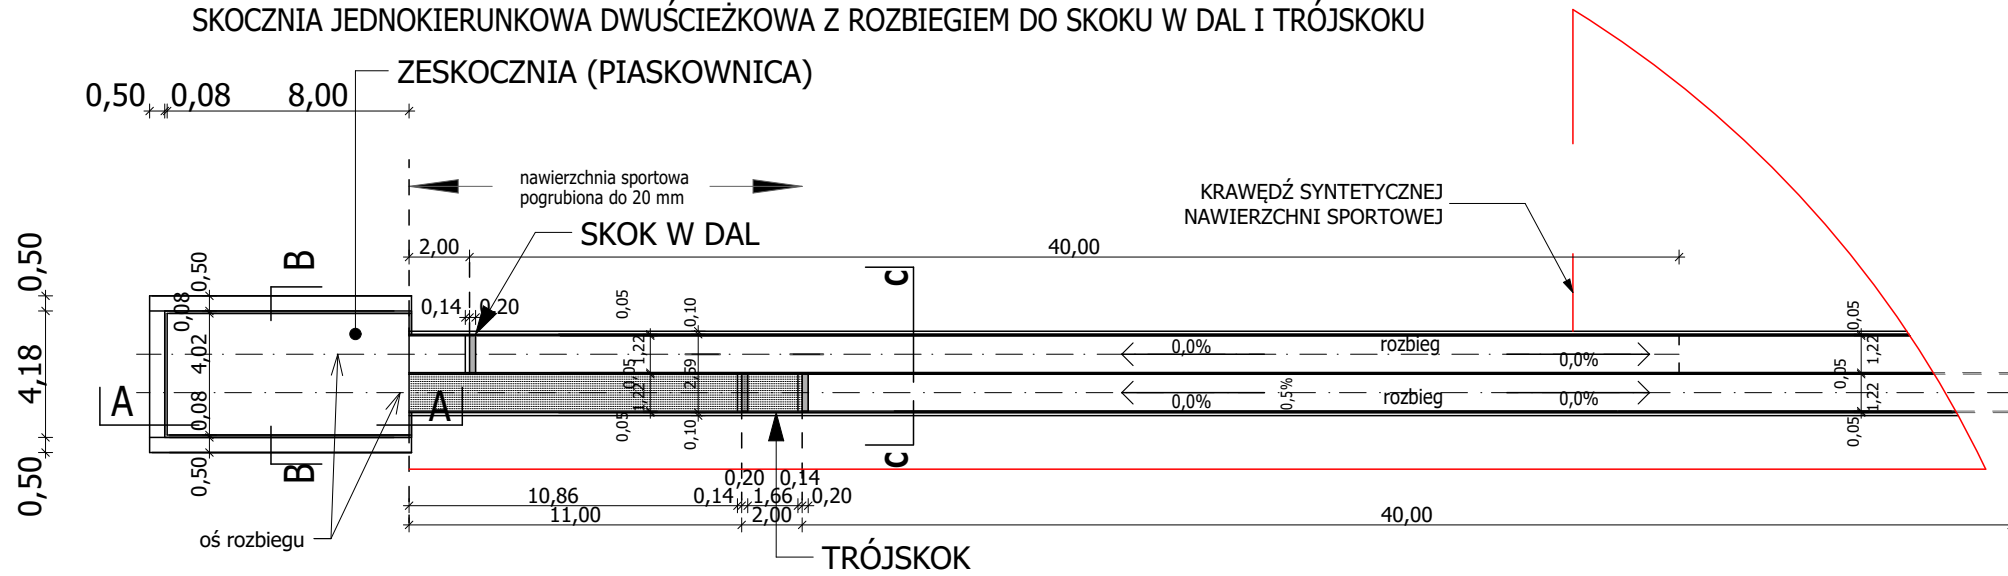 SKOCZNIA JEDNOKIERUNKOWA DWUŚCIEŻKOWA Z ROZBIEGIEM DO SKOKU W DAL I TRÓJSKOKU
ZESKOCZNIA (PIASKOWNICA)
0,50 0,08 8,00
nawierzchnia sportowa
pogrubiona do 20 mm
KRAWĘDŹ SYNTETYCZNEJ
NAWIERZCHNI SPORTOWEJ
SKOK W DAL
2,00
40,00
0,50
4,18
0,50
0,50
0,08
4,02
0,08
0,50
B
B
A
A
C
C
0,14 0,20
0,05
1,22
0,05
1,22
0,05
0,10
2,59
0,10
0,0%
rozbieg
0,0%
0,0%
0,5%
rozbieg
0,0%
0,05
1,22
0,05
1,22
0,05
0,20 0,14
10,86
0,14 1,66 0,20
11,00
2,00
40,00
oś rozbiegu
TRÓJSKOK